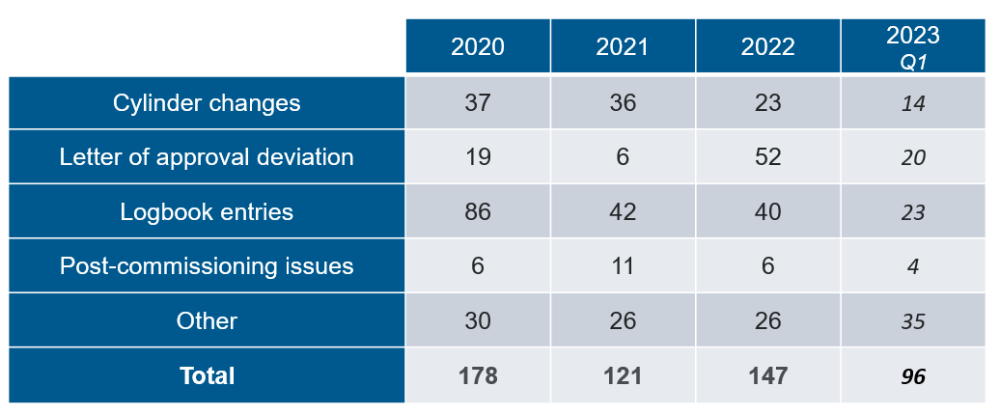 2020 2021 2022 2023
Q1
Cylinder changes 37 36 23 14
Letter of approval deviation 19 6 52 20
Logbook entries 86 42 40 23
Post-commissioning issues 6 11 6 4
Other 30 26 26 35
Total 178 121 147 96